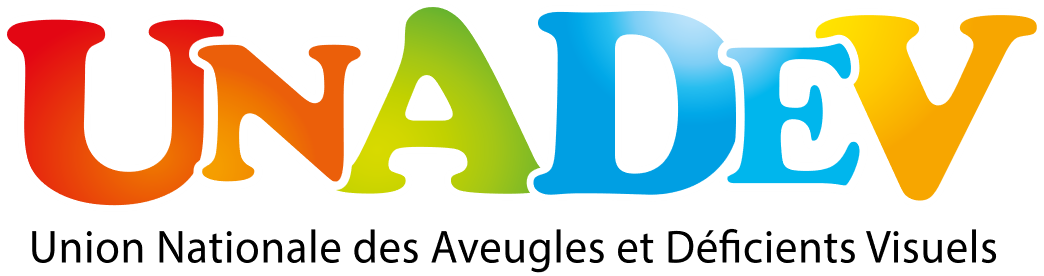 UNADEV
Union Nationale des Aveugles et Déficients Visuels